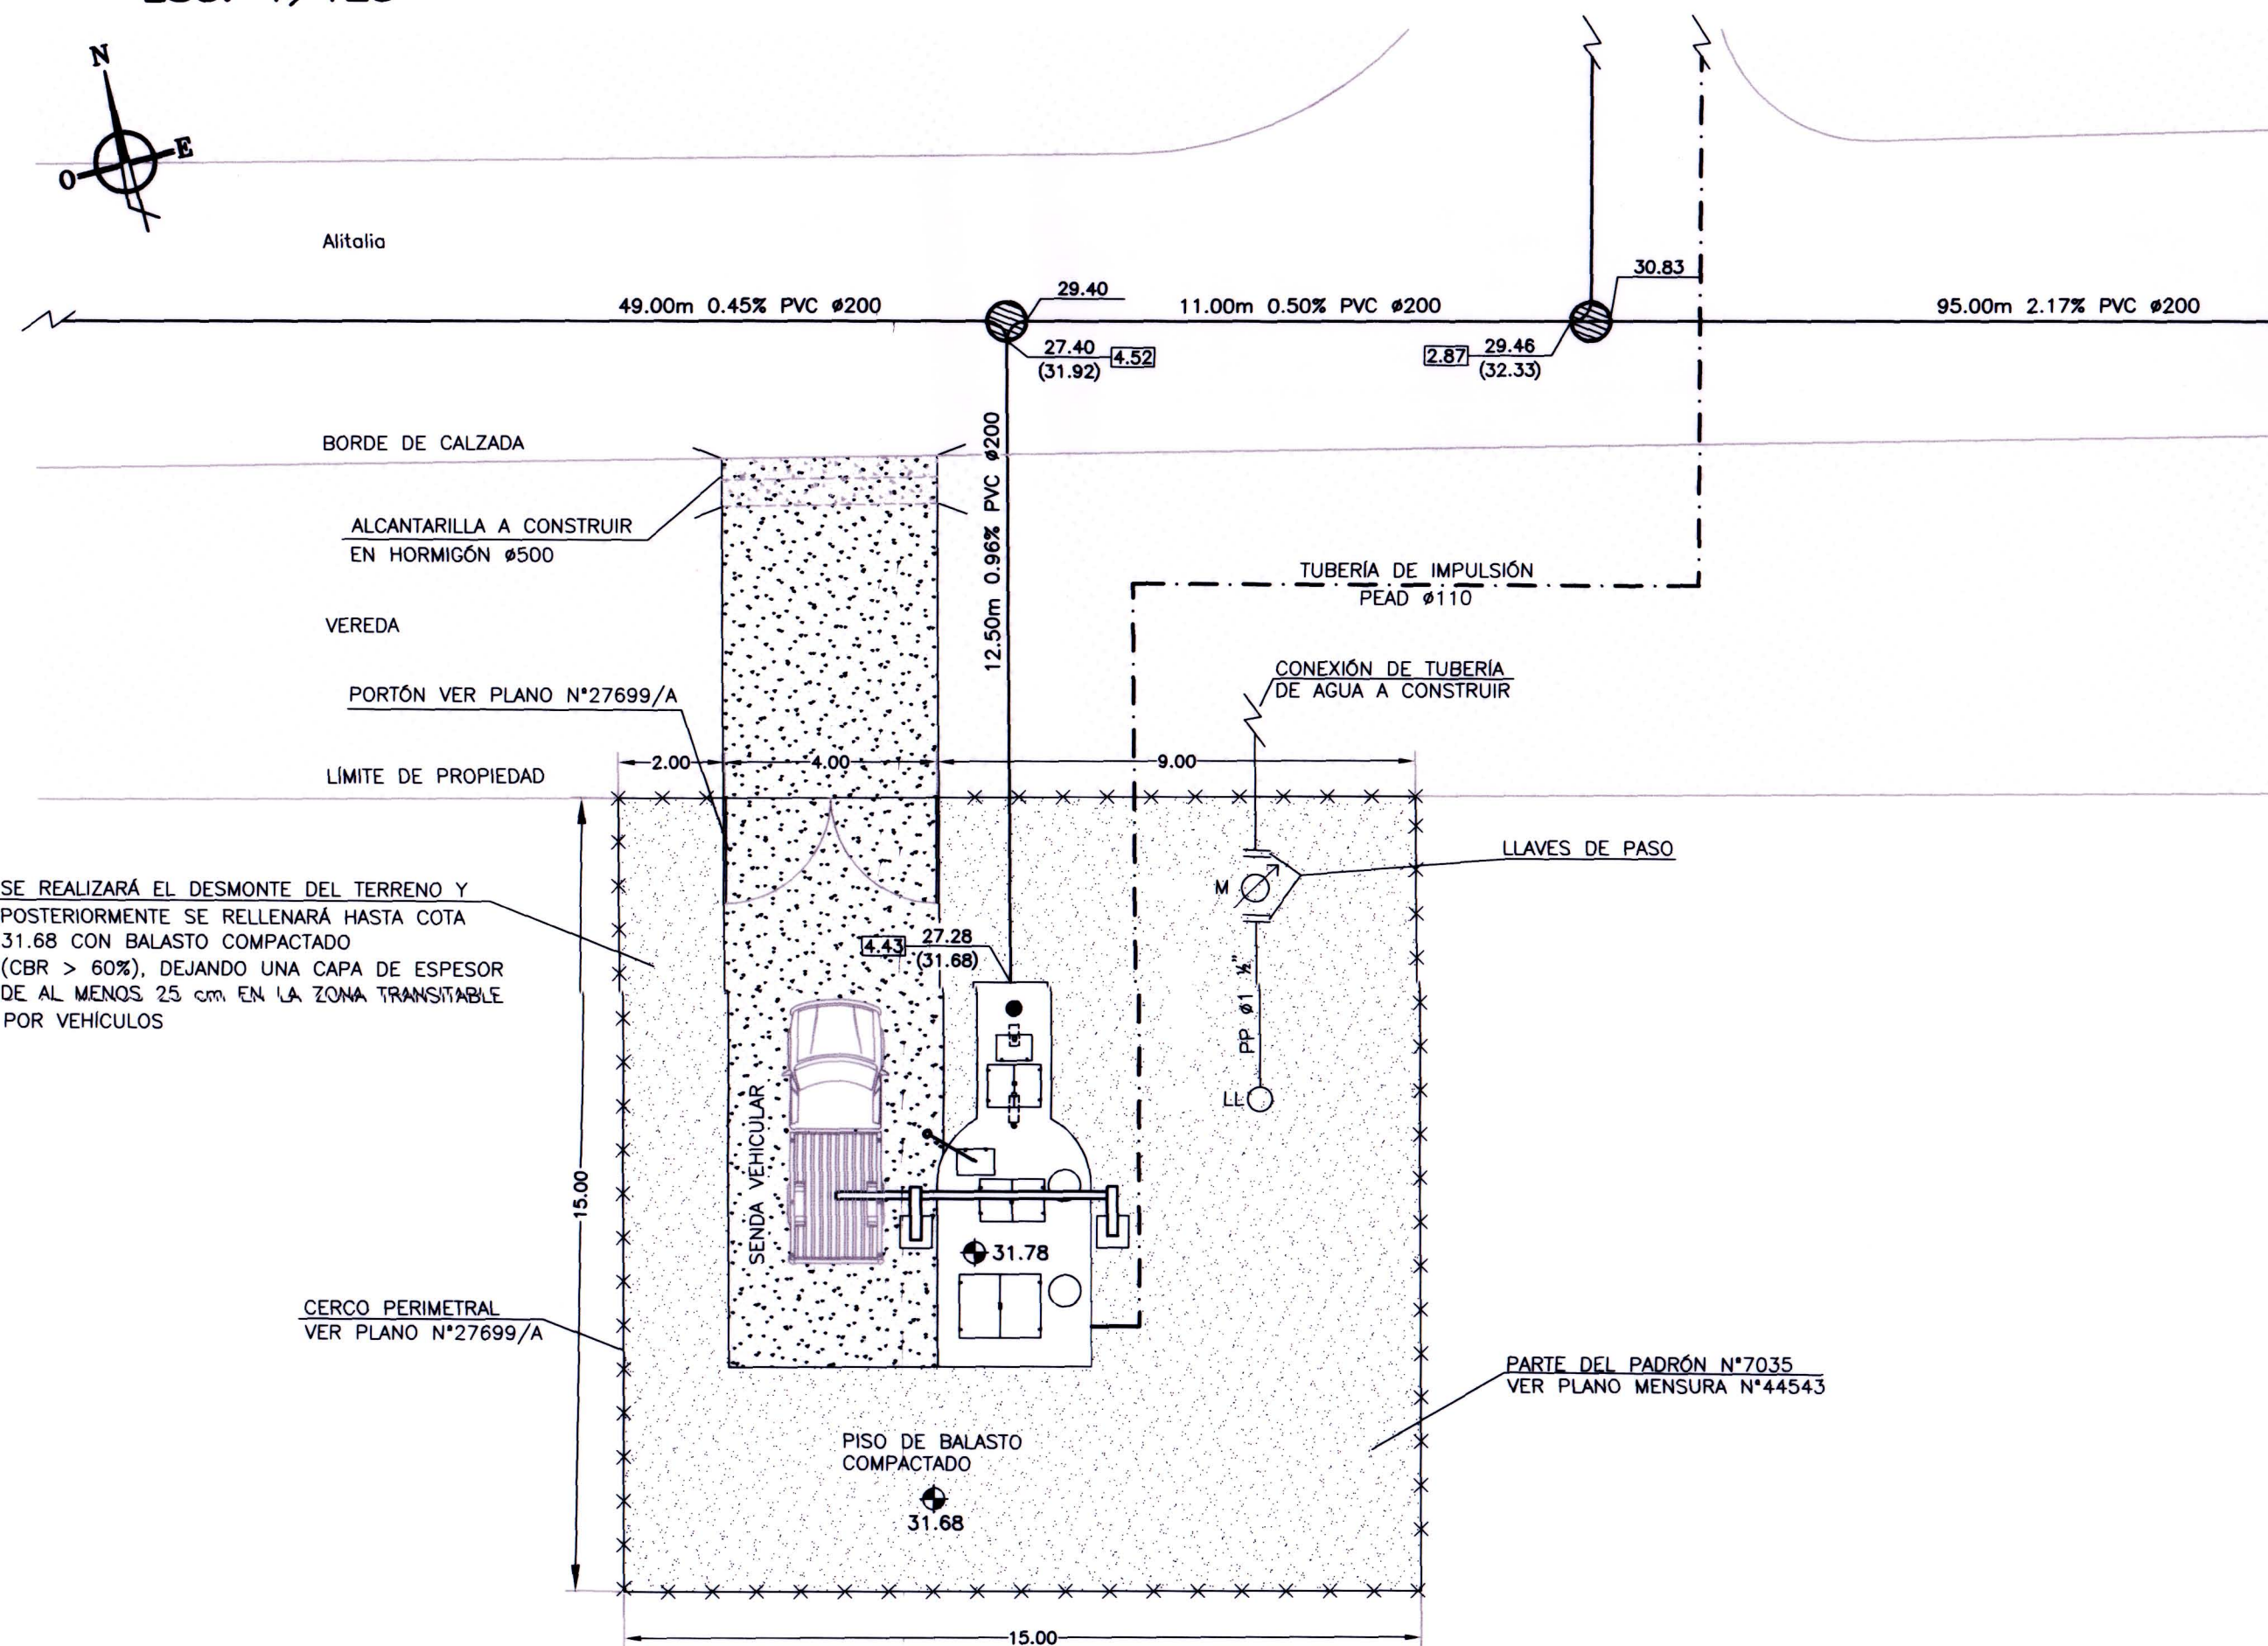 N
E
O
Alitalia
49.00m 0.45% PVC ø200
29.40
11.00m 0.50% PVC ø200
30.83
95.00m 2.17% PVC ø200
27.40
(31.92)
4.52
2.87
29.46
(32.33)
BORDE DE CALZADA
12.50m 0.96% PVC ø200
ALCANTARILLA A CONSTRUIR
EN HORMIGÓN ø500
TUBERÍA DE IMPULSIÓN
PEAD ø110
VEREDA
CONEXIÓN DE TUBERÍA
DE AGUA A CONSTRUIR
PORTÓN VER PLANO N°27699/A
2.00
4.00
9.00
LÍMITE DE PROPIEDAD
LLAVES DE PASO
M
SE REALIZARÁ EL DESMONTE DEL TERRENO Y
POSTERIORMENTE SE RELLENARÁ HASTA COTA
31.68 CON BALASTO COMPACTADO
(CBR > 60%), DEJANDO UNA CAPA DE ESPESOR
DE AL MENOS 25 cm EN LA ZONA TRANSITABLE
POR VEHÍCULOS
4.43
27.28
(31.68)
PP ø1 ½"
LL
SENDA VEHICULAR
15.00
31.78
CERCO PERIMETRAL
VER PLANO N°27699/A
PARTE DEL PADRÓN N°7035
VER PLANO MENSURA N°44543
PISO DE BALASTO
COMPACTADO
31.68
15.00